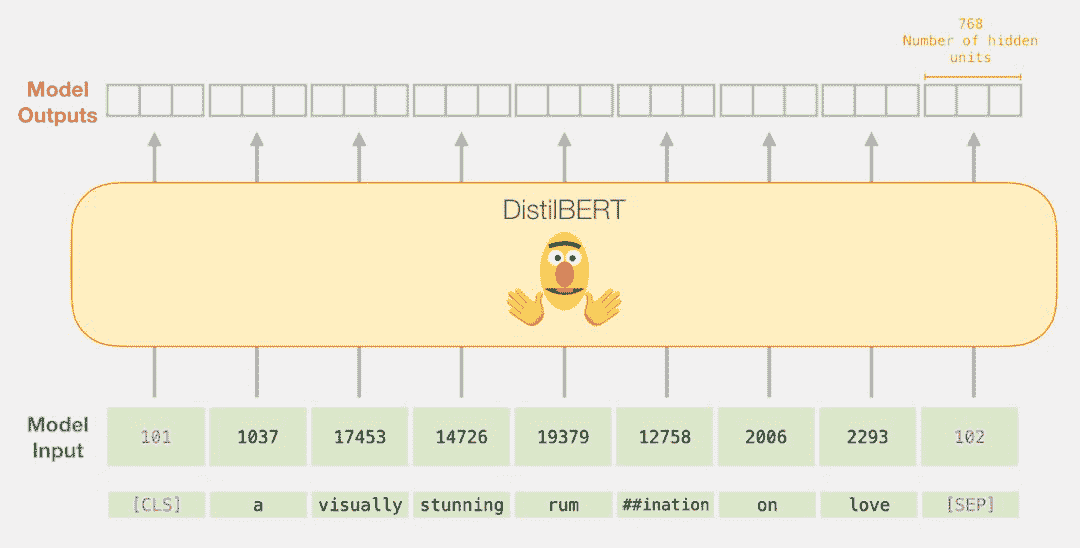 768
Number of hidden
units
Model
Outputs
DistilBERT
Model
Input
101 1037 17453 14726 19379 12758 2006 2293 102
[CLS] a visually stunning rum ##ination on love [SEP]